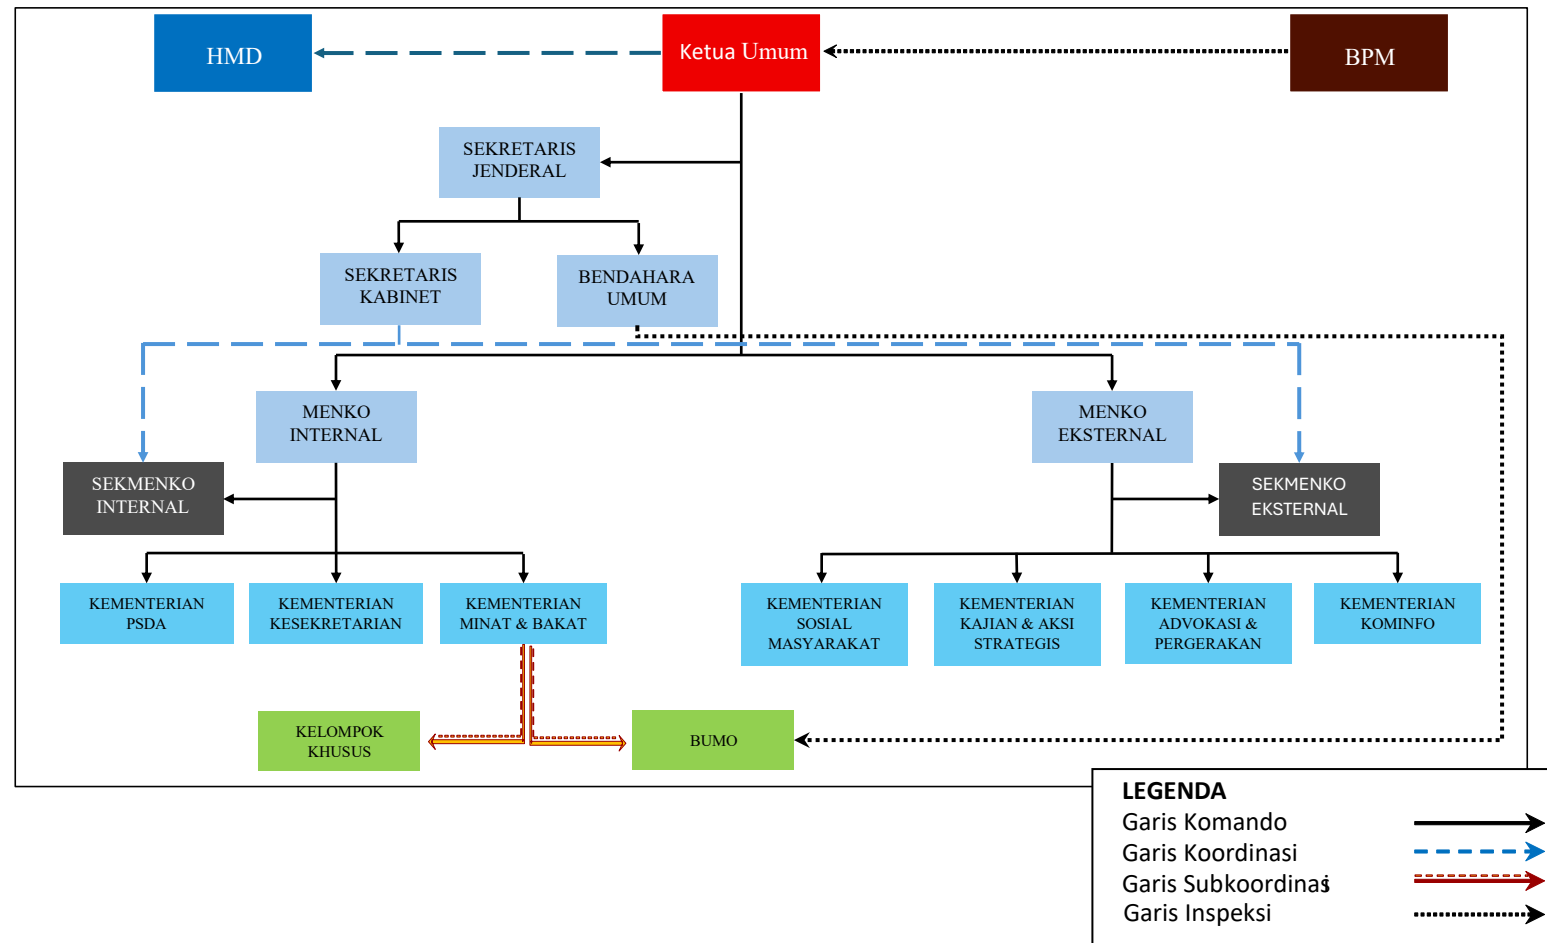 HMD
Ketua Umum
BPM
SEKRETARIS
JENDERAL
SEKRETARIS
KABINET
BENDAHARA
UMUM
MENKO
INTERNAL
MENKO
EKSTERNAL
SEKMENKO
INTERNAL
SEKMENKO
EKSTERNAL
KEMENTERIAN
PSDA
KEMENTERIAN
KESEKRETARIAN
KEMENTERIAN
MINAT & BAKAT
KEMENTERIAN
SOSIAL
MASYARAKAT
KEMENTERIAN
KAJIAN & AKSI
STRATEGIS
KEMENTERIAN
ADVOKASI &
PERGERAKAN
KEMENTERIAN
KOMINFO
KELOMPOK
KHUSUS
BUMO
LEGENDA
Garis Komando
Garis Koordinasi
Garis Subkoordinasi
Garis Inspeksi